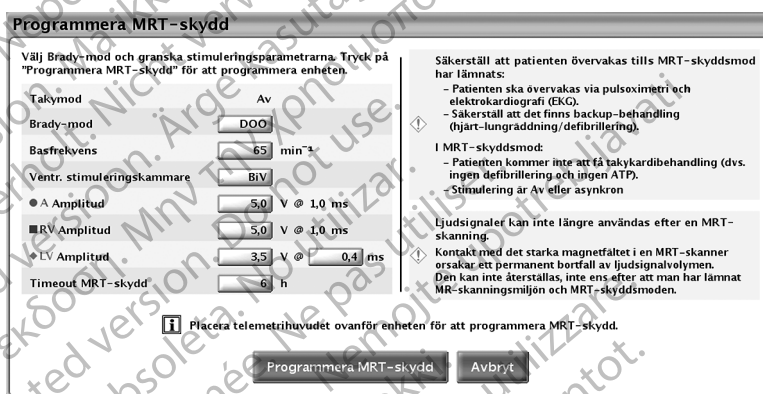 Programmera MRT-skydd
Välj Brady-mod och granska stimuleringsparametrarna. Tryck på
"Programmera MRT-skydd" för att programmera enheten.
Takymod Av
Brady-mod DOO
Basfrekvens 65 min⁻¹
Ventr. stimuleringskammare BiV
A Amplitud 5,0 V @ 1,0 ms
RV Amplitud 5,0 V @ 1,0 ms
LV Amplitud 3,5 V @ 0,4 ms
Timeout MRT-skydd 6 h
Säkerställ att patienten övervakas tills MRT-skyddsmod
har lämnats:
- Patienten ska övervakas via pulsoximetri och
elektrokardiografi (EKG).
- Säkerställ att det finns backup-behandling
(hjärt-lungräddning/defibrillering).
I MRT-skyddsmod:
- Patienten kommer inte att få takykardibehandling (dvs.
ingen defibrillering och ingen ATP).
- Stimulering är Av eller asynkron
Ljudsignaler kan inte längre användas efter en MRT-
skanning.
Kontakt med det starka magnetfältet i en MRT-skanner
orsakar ett permanent bortfall av ljudsignalvolymen.
Den kan inte återställas, inte ens efter att man har lämnat
MR-skanningsmiljön och MRT-skyddsmoden.
Placera telemetrihuvudet ovanför enheten för att programmera MRT-skydd.
Programmera MRT-skydd Avbryt